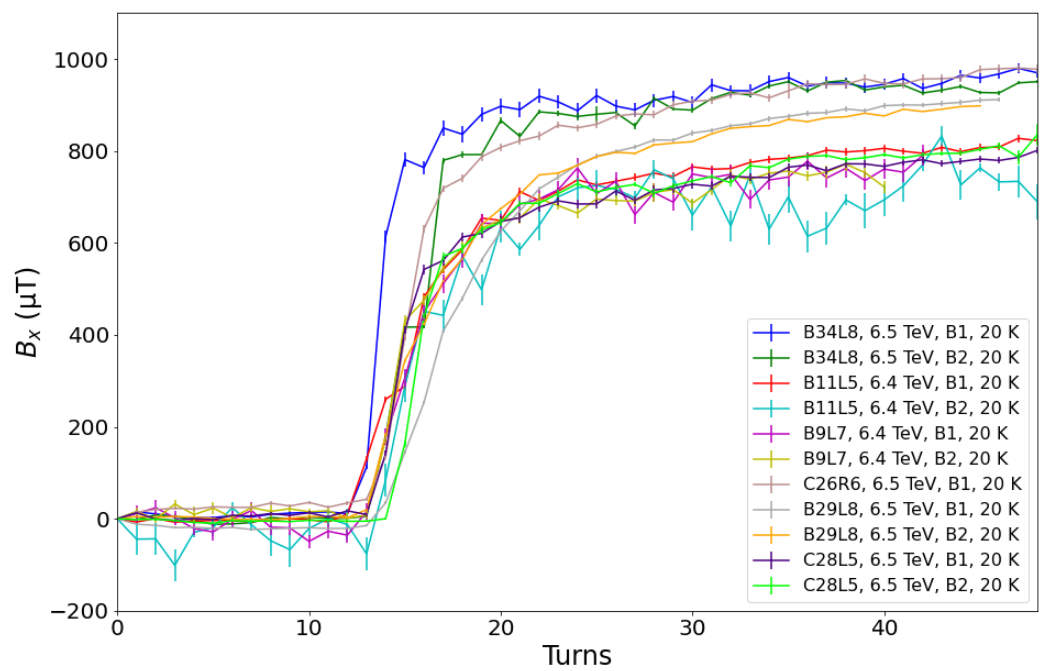 1000
800
600
400
200
0
−200
B_x (μT)
0
10
20
30
40
Turns
B34L8, 6.5 TeV, B1, 20 K
B34L8, 6.5 TeV, B2, 20 K
B11L5, 6.4 TeV, B1, 20 K
B11L5, 6.4 TeV, B2, 20 K
B9L7, 6.4 TeV, B1, 20 K
B9L7, 6.4 TeV, B2, 20 K
C26R6, 6.5 TeV, B1, 20 K
B29L8, 6.5 TeV, B1, 20 K
B29L8, 6.5 TeV, B2, 20 K
C28L5, 6.5 TeV, B1, 20 K
C28L5, 6.5 TeV, B2, 20 K